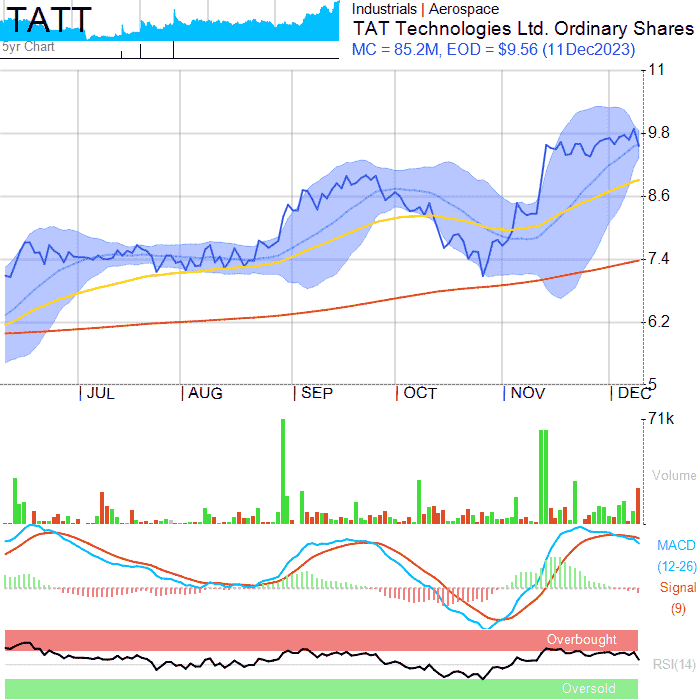 TATT
5yr Chart
Industrials | Aerospace
TAT Technologies Ltd. Ordinary Shares
MC = 85.2M, EOD = $9.56 (11Dec2023)
11
9.8
8.6
7.4
6.2
5
JUL
AUG
SEP
OCT
NOV
DEC
71k
Volume
MACD
(12-26)
Signal
(9)
Overbought
RSI(14)
Oversold